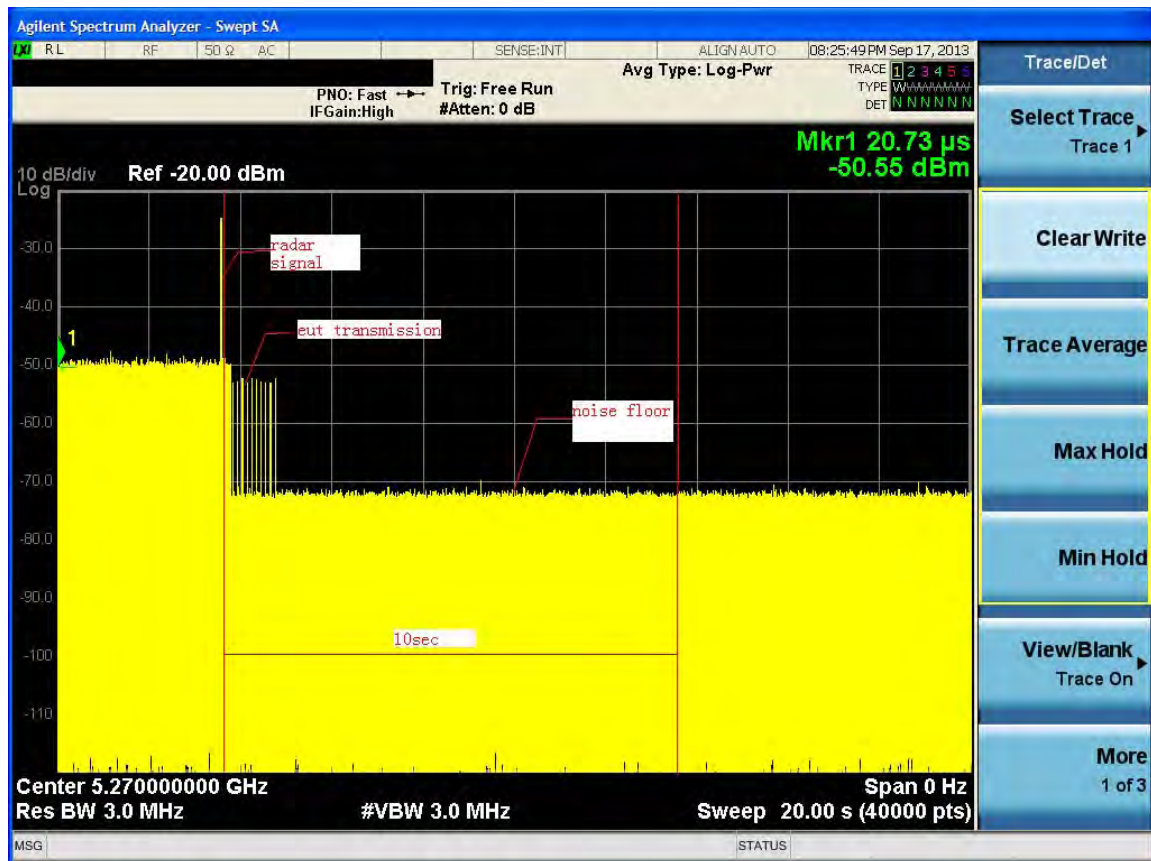 Agilent Spectrum Analyzer - Swept SA
LXI RL RF 50 Ω AC SENSE:INT ALIGN AUTO 08:25:49 PM Sep 17, 2013
PNO: Fast
IFGain:High
Trig: Free Run
#Atten: 0 dB
Avg Type: Log-Pwr
TRACE 1 2 3 4 5 6
TYPE WWWWWW
DET N N N N N N
Mkr1 20.73 µs
-50.55 dBm
10 dB/div Ref -20.00 dBm
Log
-30.0
-40.0
-50.0
-60.0
-70.0
-80.0
-90.0
-100
-110
1
radar
signal
eut transmission
noise floor
10sec
Center 5.270000000 GHz
Span 0 Hz
Res BW 3.0 MHz
#VBW 3.0 MHz
Sweep 20.00 s (40000 pts)
MSG
STATUS
Trace/Det
Select Trace
Trace 1
Clear Write
Trace Average
Max Hold
Min Hold
View/Blank
Trace On
More
1 of 3